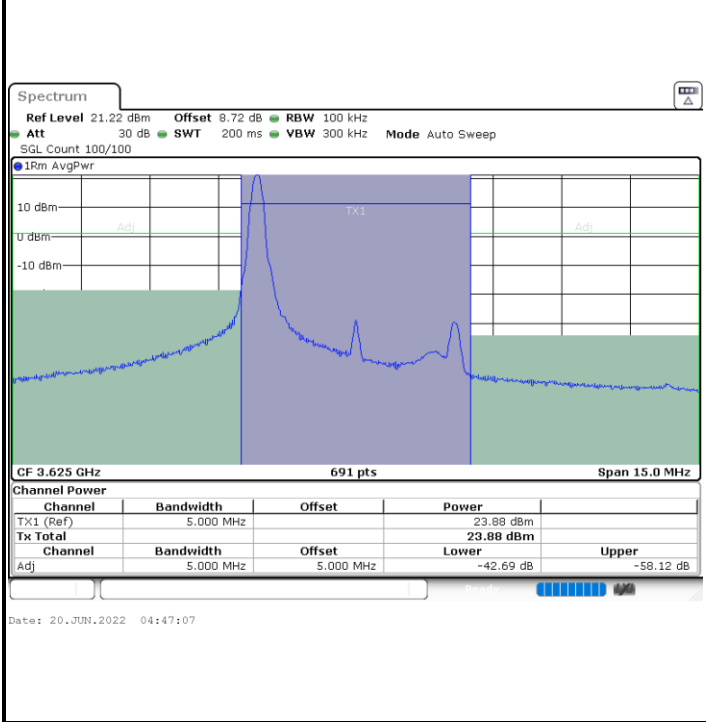 Spectrum
Ref Level 21.22 dBm Offset 8.72 dB RBW 100 kHz
Att 30 dB SWT 200 ms VBW 300 kHz Mode Auto Sweep
SGL Count 100/100
1Rm AvgPwr
10 dBm
TX1
Adj Adj
0 dBm
-10 dBm
CF 3.625 GHz 691 pts Span 15.0 MHz
Channel Power
Channel Bandwidth Offset Power
TX1 (Ref) 5.000 MHz 23.88 dBm
Tx Total 23.88 dBm
Channel Bandwidth Offset Lower Upper
Adj 5.000 MHz 5.000 MHz -42.69 dB -58.12 dB
Ready
Date: 20.JUN.2022 04:47:07